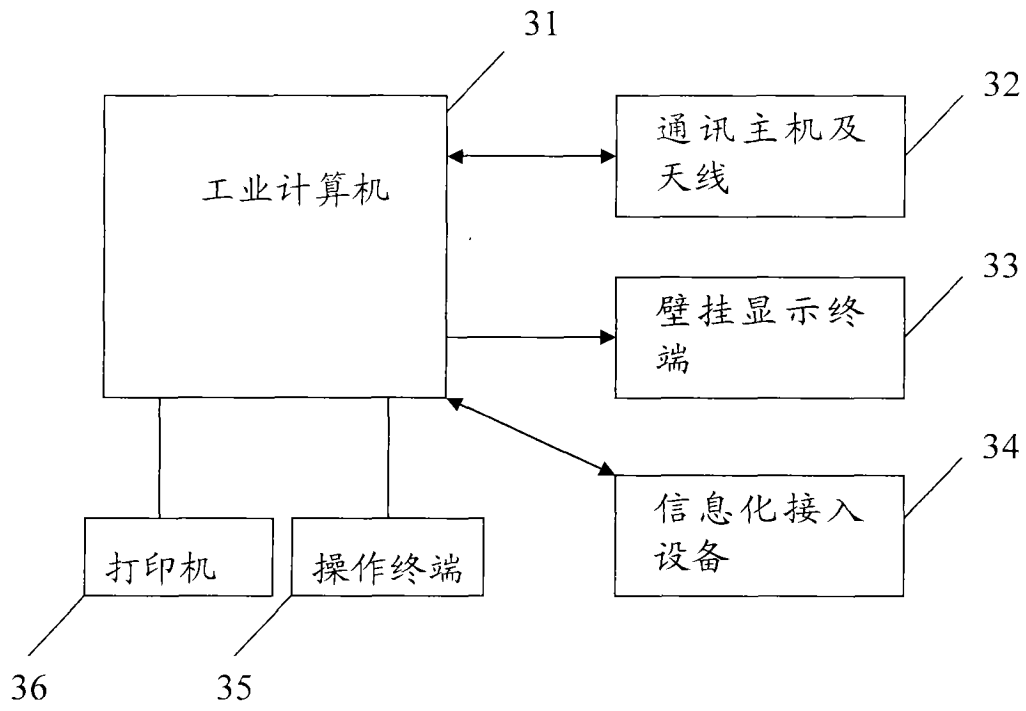 31
32
通讯主机及
天线
工业计算机
33
壁挂显示终
端
34
信息化接入
设备
打印机
操作终端
36
35